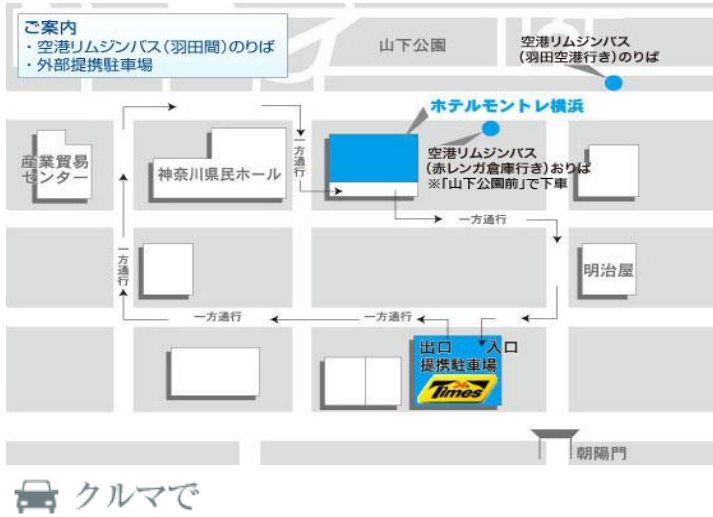 ご案内
・空港リムジンバス(羽田間)のりば
・外部提携駐車場
山下公園
空港リムジンバス
(羽田空港行き)のりば
ホテルモントレ横浜
産業貿易
センター
神奈川県民ホール
一方通行
空港リムジンバス
(赤レンガ倉庫行き)おりば
※「山下公園前」で下車
一方通行
一方通行
明治屋
一方通行
一方通行
出口
入口
提携駐車場
Times
朝陽門
クルマで